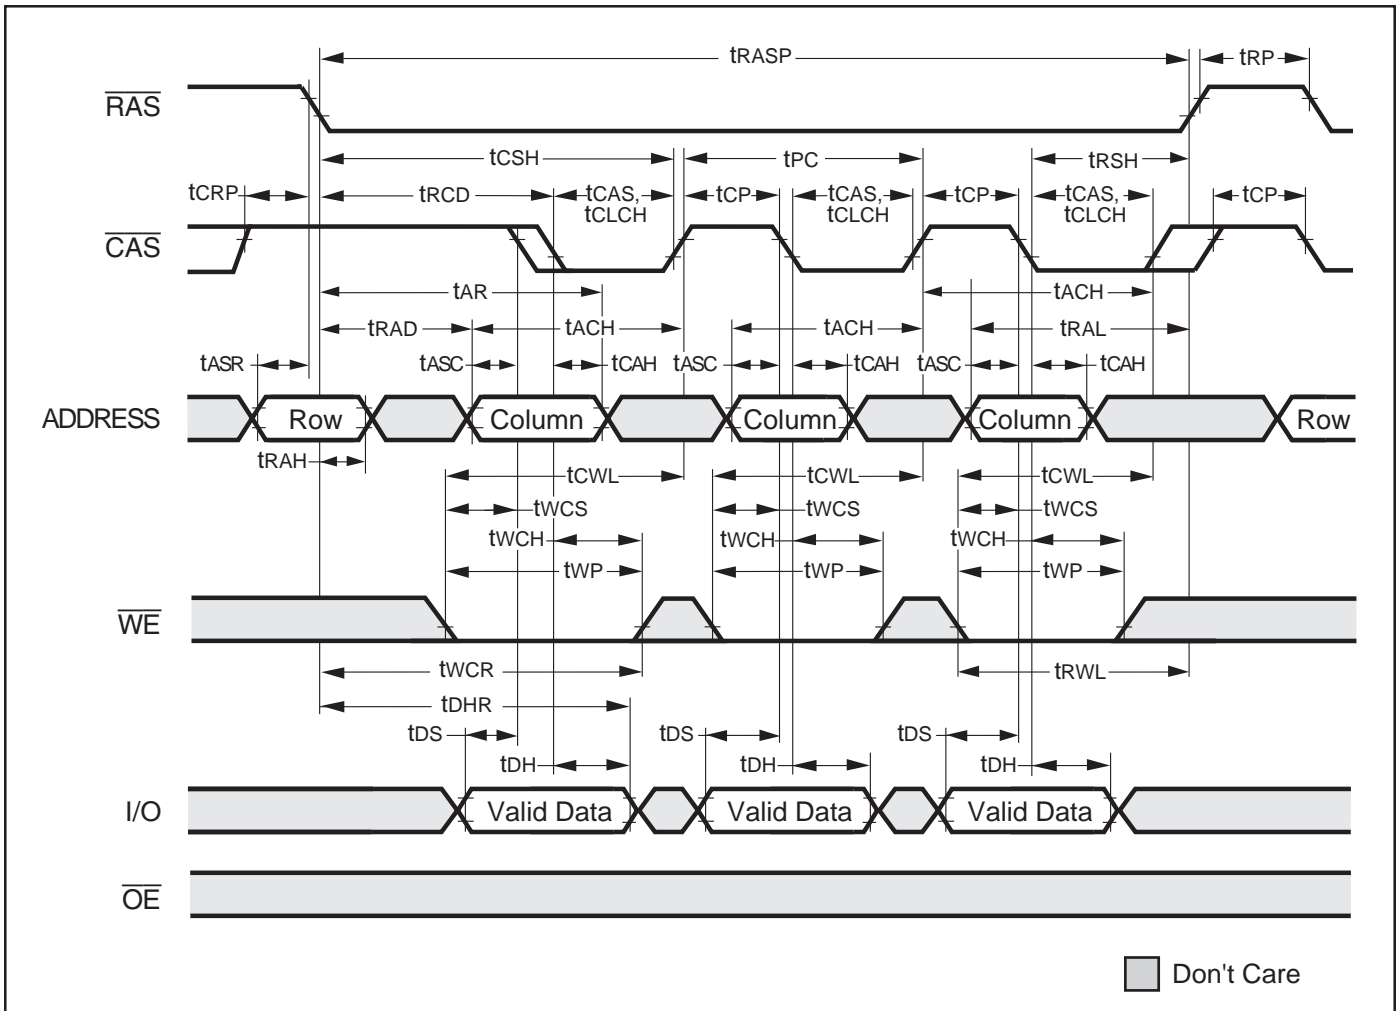 tRASP tRP
RAS
tCSH tPC tRSH
tCRP tRCD tCAS, tCLCH tCP tCAS, tCLCH tCP tCAS, tCLCH tCP
CAS
tAR tACH
tRAD tACH tACH tRAL
tASR tASC tCAH tASC tCAH tASC tCAH
ADDRESS Row Column Column Column Row
tRAH
tCWL tCWL tCWL
tWCS tWCS tWCS
tWCH tWCH tWCH
tWP tWP tWP
WE
tWCR tRWL
tDHR
tDS tDS tDS
tDH tDH tDH
I/O Valid Data Valid Data Valid Data
OE
Don't Care